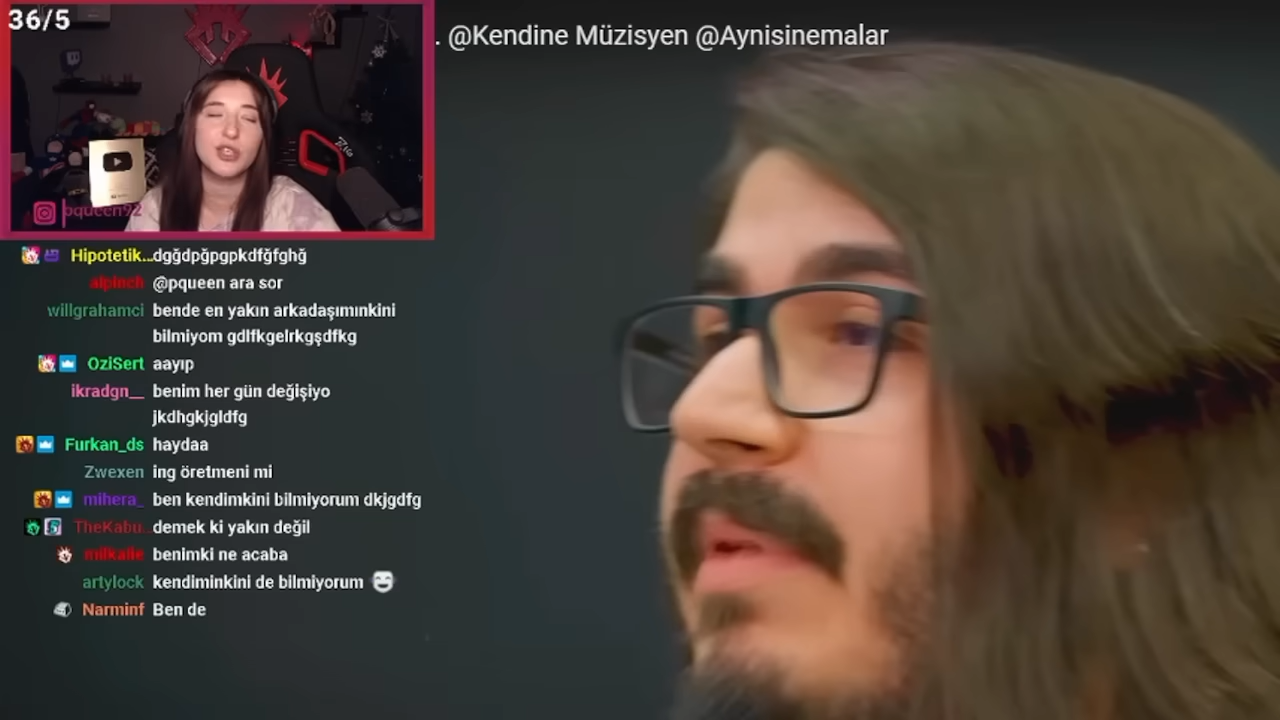 36/5
. @Kendine Müzisyen @Aynisinemalar
pqueen92
Hipotetik... dgğdpğpgpkdfğfghğ
alpinch @pqueen ara sor
willgrahamci bende en yakın arkadaşımınkini
bilmiyom gdlfkgelrkgşdfkg
OziSert aayıp
ikradgn__ benim her gün değişiyo
jkdhgkjgldfg
Furkan_ds haydaa
Zwexen ing öretmeni mi
mihera_ ben kendimkini bilmiyorum dkjgdfg
TheKabu... demek ki yakın değil
milkalle benimki ne acaba
artylock kendiminkini de bilmiyorum
Narminf Ben de